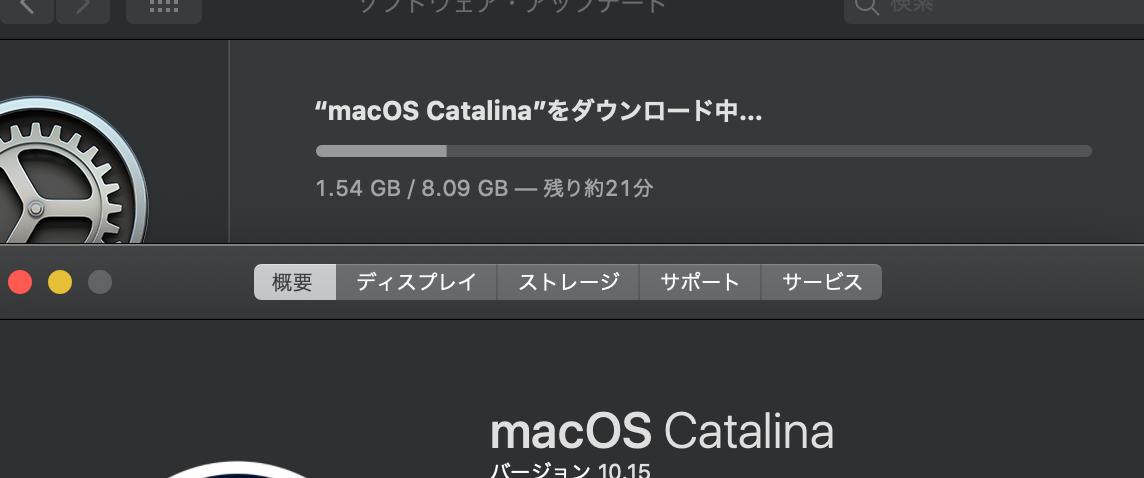 ソフトウェア・アップデート
検索
“macOS Catalina”をダウンロード中...
1.54 GB / 8.09 GB — 残り約21分
概要
ディスプレイ
ストレージ
サポート
サービス
macOS Catalina
バージョン 10.15